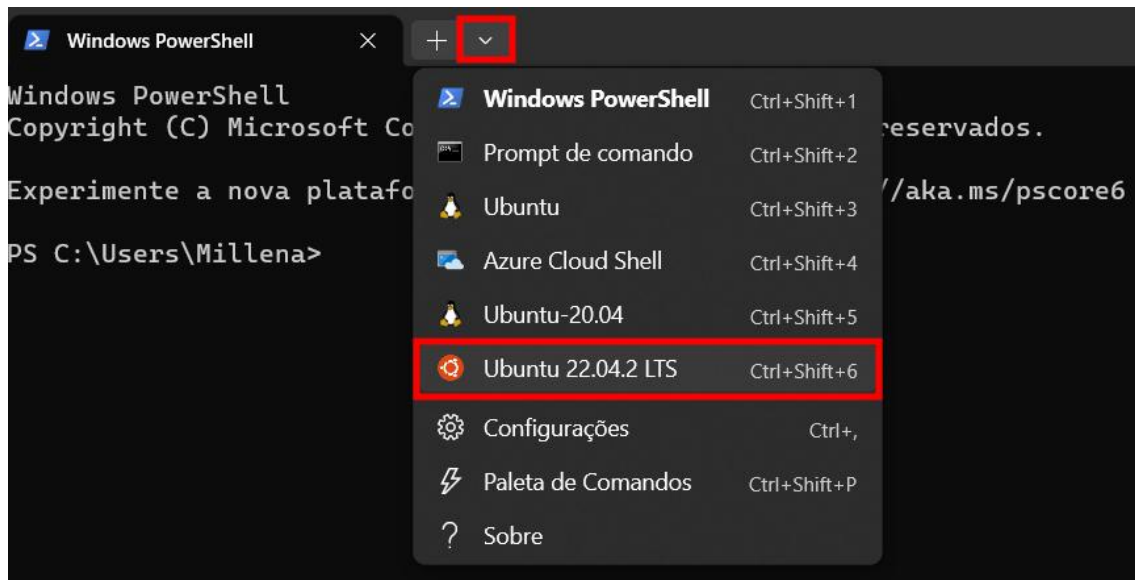 Windows PowerShell
Windows PowerShell
Copyright (C) Microsoft Co
reservados.
Experimente a nova platafo
//aka.ms/pscore6
PS C:\Users\Millena>
Windows PowerShell Ctrl+Shift+1
Prompt de comando Ctrl+Shift+2
Ubuntu Ctrl+Shift+3
Azure Cloud Shell Ctrl+Shift+4
Ubuntu-20.04 Ctrl+Shift+5
Ubuntu 22.04.2 LTS Ctrl+Shift+6
Configurações Ctrl+,
Paleta de Comandos Ctrl+Shift+P
Sobre